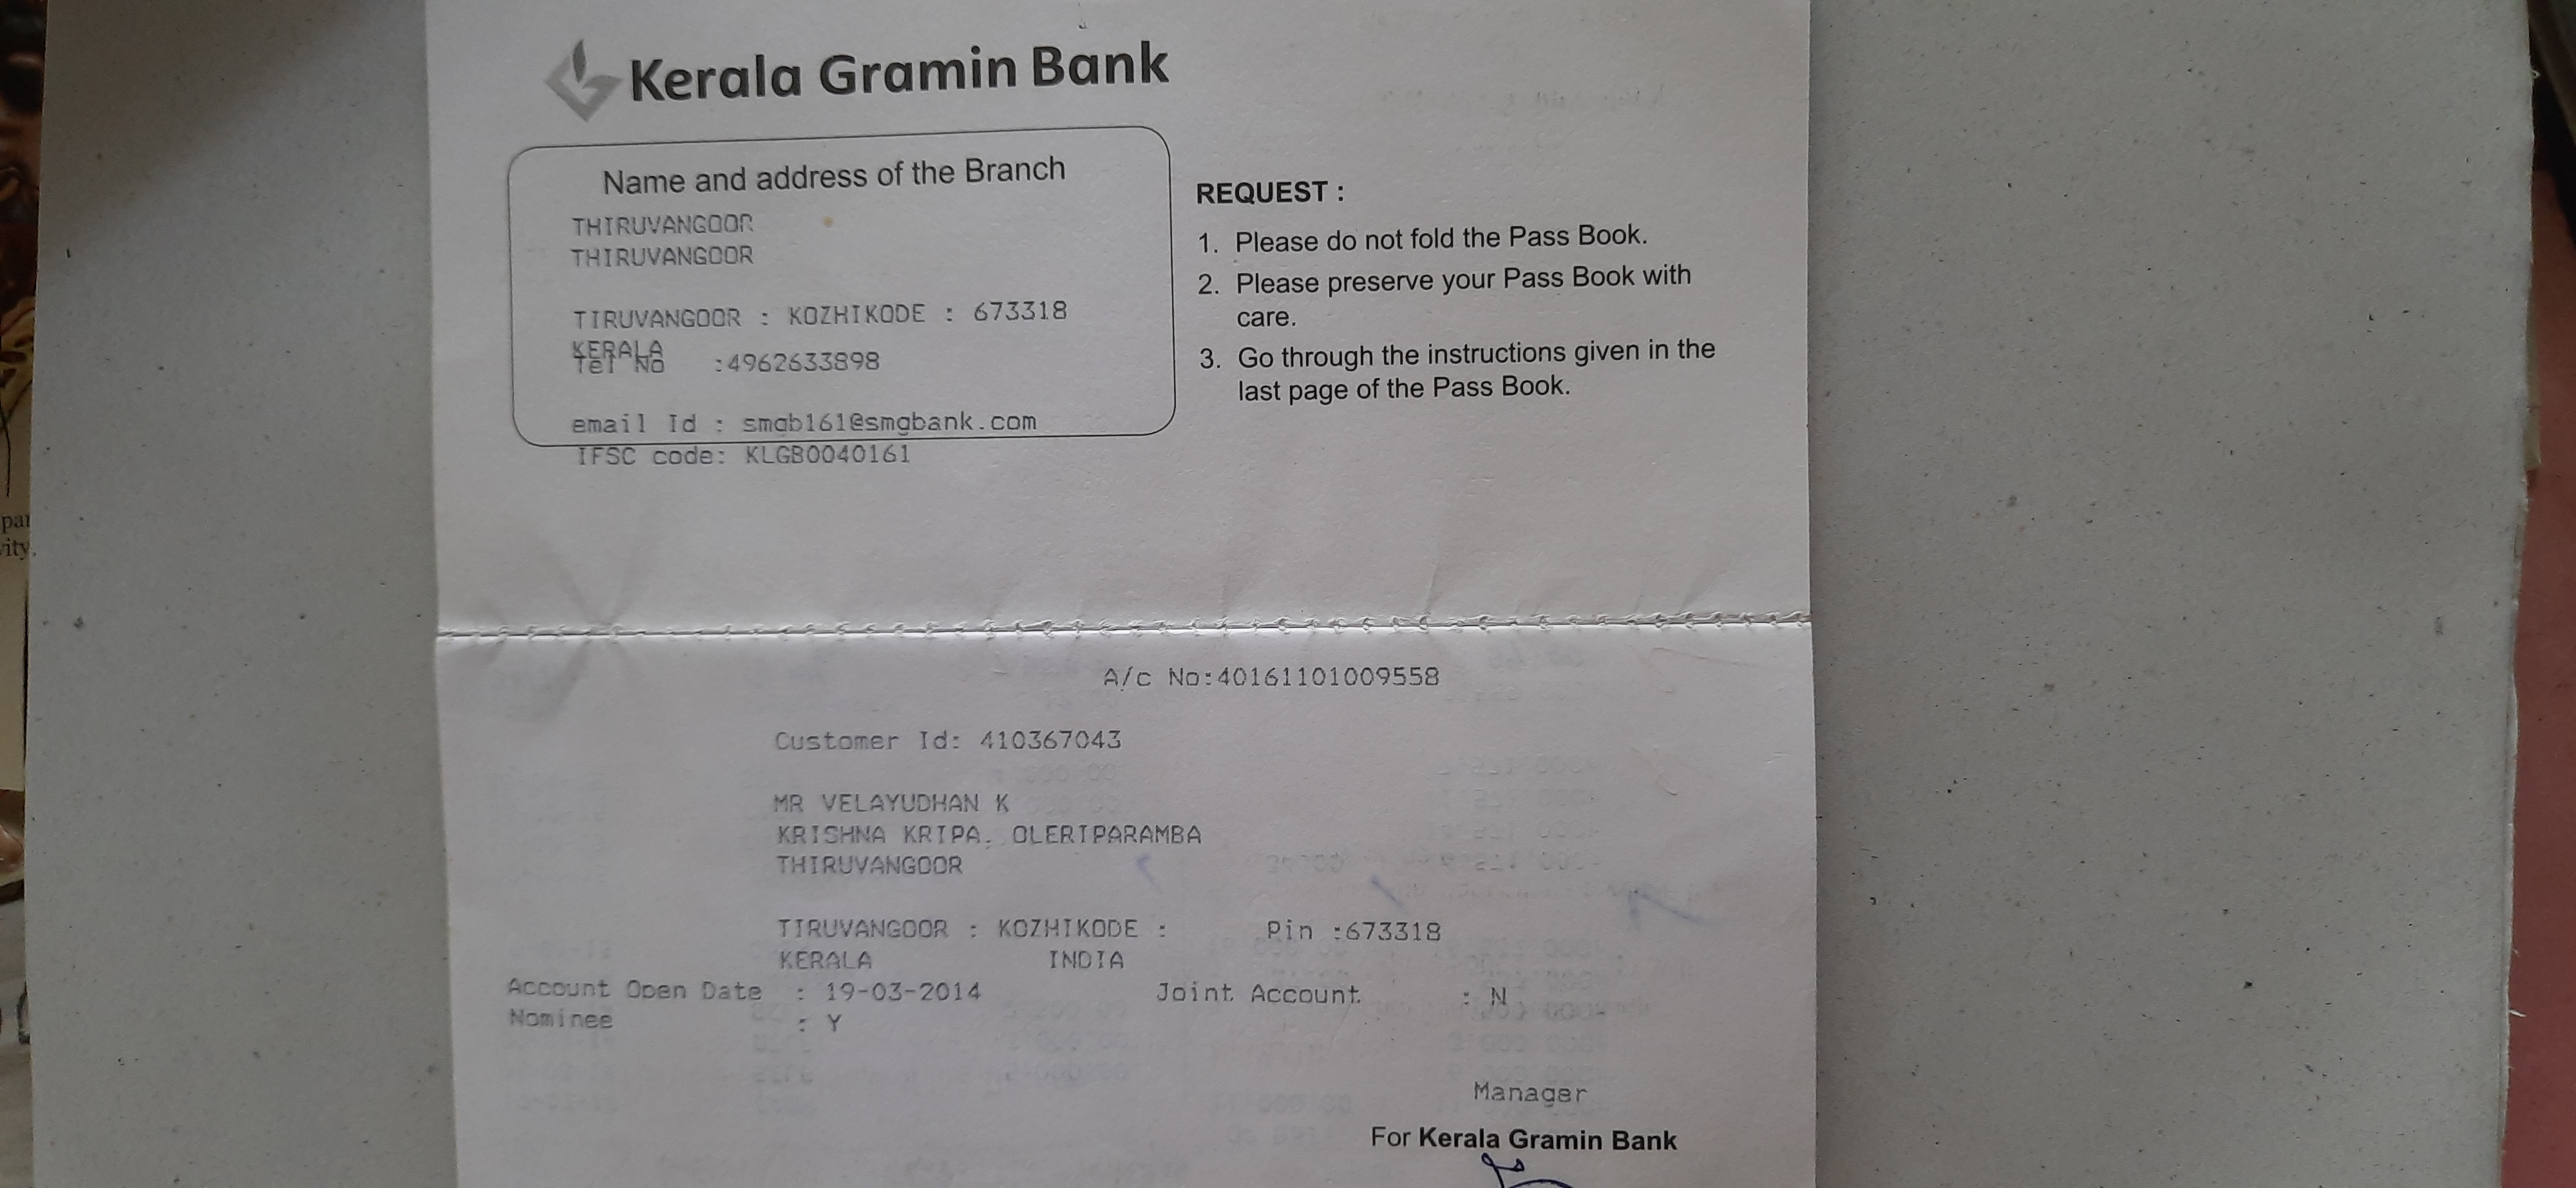 Kerala Gramin Bank
Name and address of the Branch
THIRUVANGOOR
THIRUVANGOOR
TIRUVANGOOR : KOZHIKODE : 673318
KERALA
Tel No :4962633898
email Id : smgb161@smgbank.com
IFSC code: KLGB0040161
REQUEST :
1. Please do not fold the Pass Book.
2. Please preserve your Pass Book with
care.
3. Go through the instructions given in the
last page of the Pass Book.
A/c No:40161101009558
Customer Id: 410367043
MR VELAYUDHAN K
KRISHNA KRIPA, OLERIPARAMBA
THIRUVANGOOR
TIRUVANGOOR : KOZHIKODE : Pin :673318
KERALA INDIA
Account Open Date : 19-03-2014 Joint Account : N
Nominee : Y
Manager
For Kerala Gramin Bank